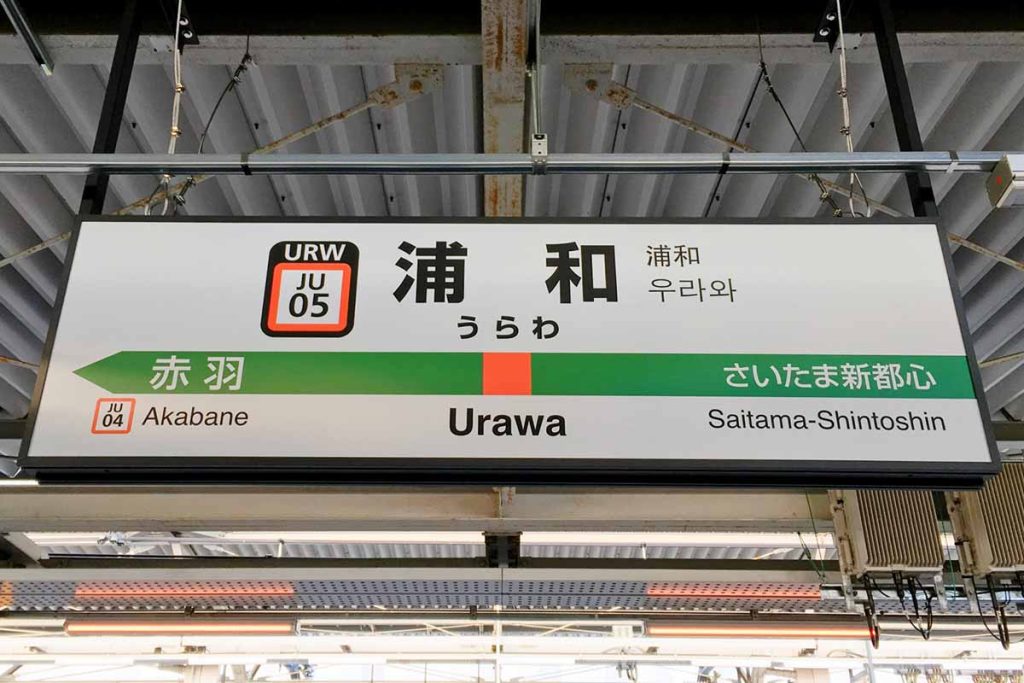 URW
JU
05
浦 和
浦和
우라와
うらわ
赤羽
さいたま新都心
JU
04
Akabane
Urawa
Saitama-Shintoshin